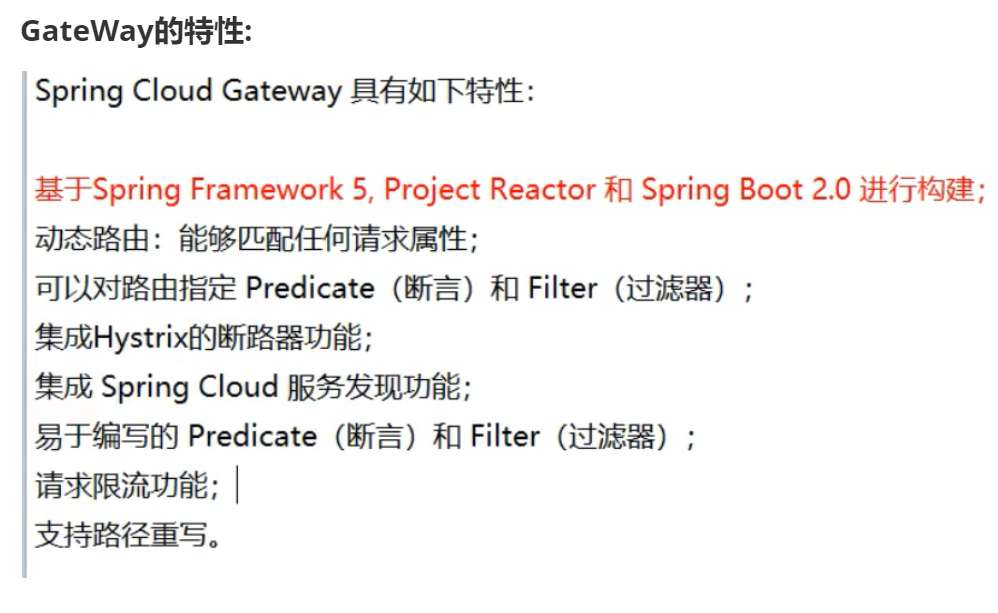 GateWay的特性:
Spring Cloud Gateway 具有如下特性：
基于Spring Framework 5, Project Reactor 和 Spring Boot 2.0 进行构建；
动态路由：能够匹配任何请求属性；
可以对路由指定 Predicate（断言）和 Filter（过滤器）；
集成Hystrix的断路器功能；
集成 Spring Cloud 服务发现功能；
易于编写的 Predicate（断言）和 Filter（过滤器）；
请求限流功能；
支持路径重写。